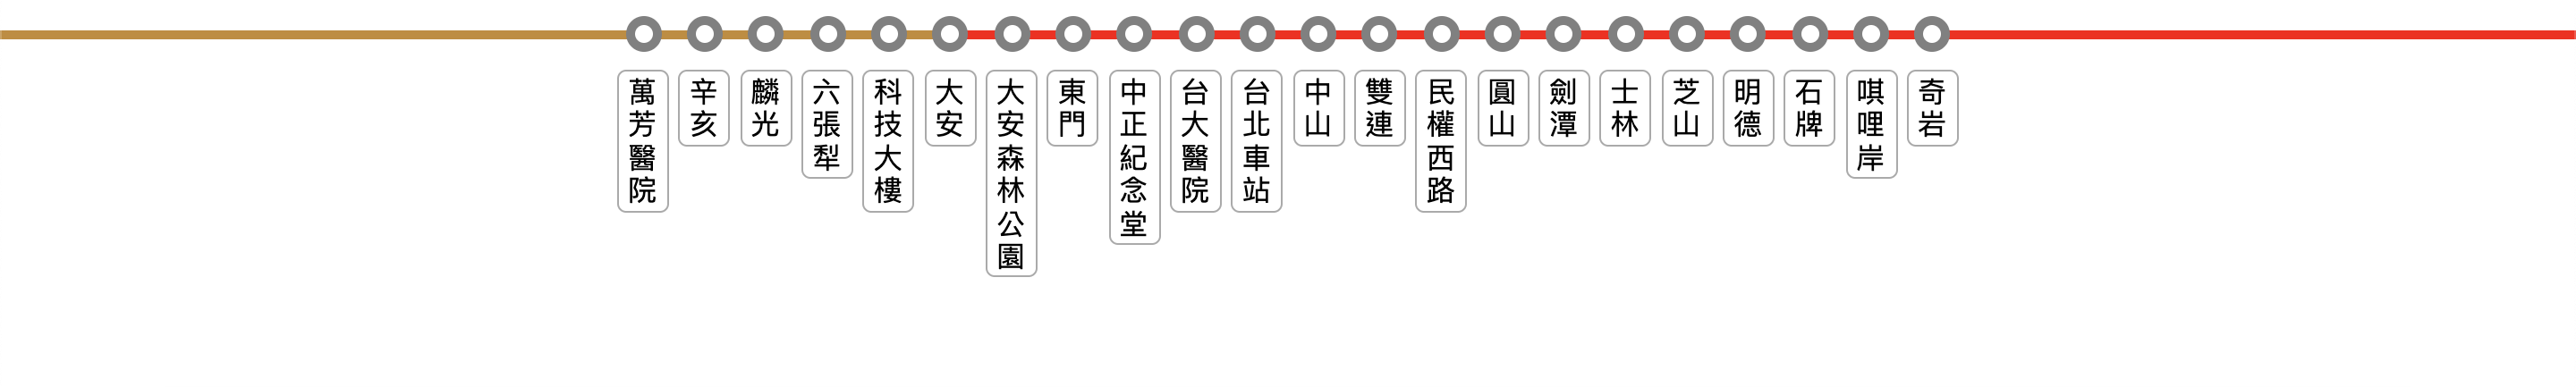 萬芳醫院
辛亥
麟光
六張犁
科技大樓
大安
大安森林公園
東門
中正紀念堂
台大醫院
台北車站
中山
雙連
民權西路
圓山
劍潭
士林
芝山
明德
石牌
唭哩岸
奇岩